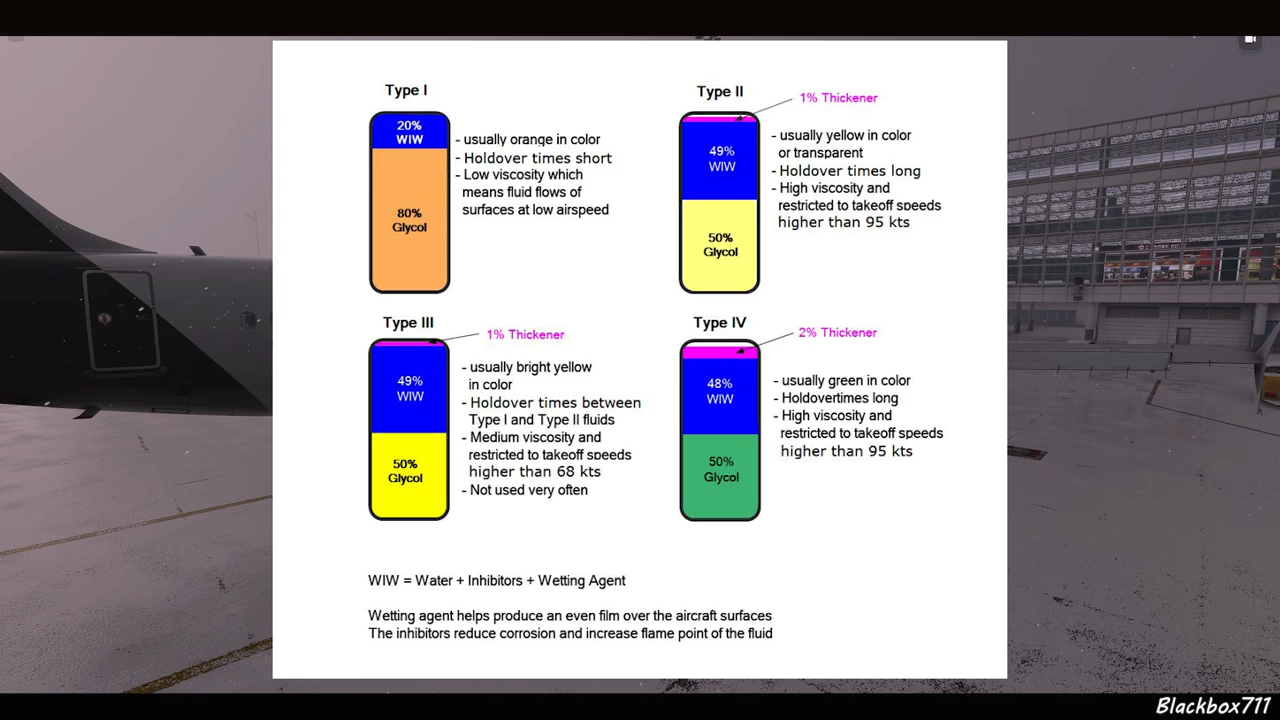 Type I
20%
WIW
80%
Glycol
- usually orange in color
- Holdover times short
- Low viscosity which
means fluid flows of
surfaces at low airspeed
Type II
1% Thickener
49%
WIW
50%
Glycol
- usually yellow in color
or transparent
- Holdover times long
- High viscosity and
restricted to takeoff speeds
higher than 95 kts
Type III
1% Thickener
49%
WIW
50%
Glycol
- usually bright yellow
in color
- Holdover times between
Type I and Type II fluids
- Medium viscosity and
restricted to takeoff speeds
higher than 68 kts
- Not used very often
Type IV
2% Thickener
48%
WIW
50%
Glycol
- usually green in color
- Holdovertimes long
- High viscosity and
restricted to takeoff speeds
higher than 95 kts
WIW = Water + Inhibitors + Wetting Agent
Wetting agent helps produce an even film over the aircraft surfaces
The inhibitors reduce corrosion and increase flame point of the fluid
Blackbox711